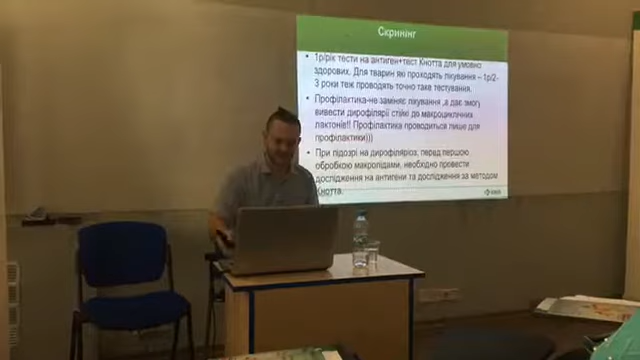 Скринінг
1р/рік тести на антиген+тест Кнотта для умовно
здорових. Для тварин які проходять лікування – 1р/2-
3 роки теж проводять точно таке тестування.
Профілактика-не заміняє лікування ,а дає змогу
вивести дирофілярії стійкі до макроциклічних
лактонів!!! Профілактика проводиться лише для
профілактики)))
При підозрі на дирофіляріоз, перед першою
обробкою макролідами, необхідно провести
дослідження на антигени та дослідження за методом
Кнотта.